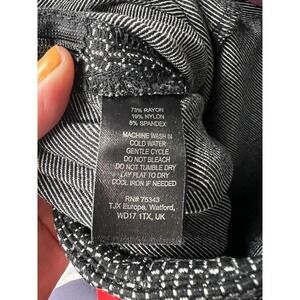 73% RAYON
19% NYLON
8% SPANDEX
MACHINE WASH IN
COLD WATER
GENTLE CYCLE
DO NOT BLEACH
DO NOT TUMBLE DRY
LAY FLAT TO DRY
COOL IRON IF NEEDED
RN# 75343
TJX Europe, Watford,
WD17 1TX, UK